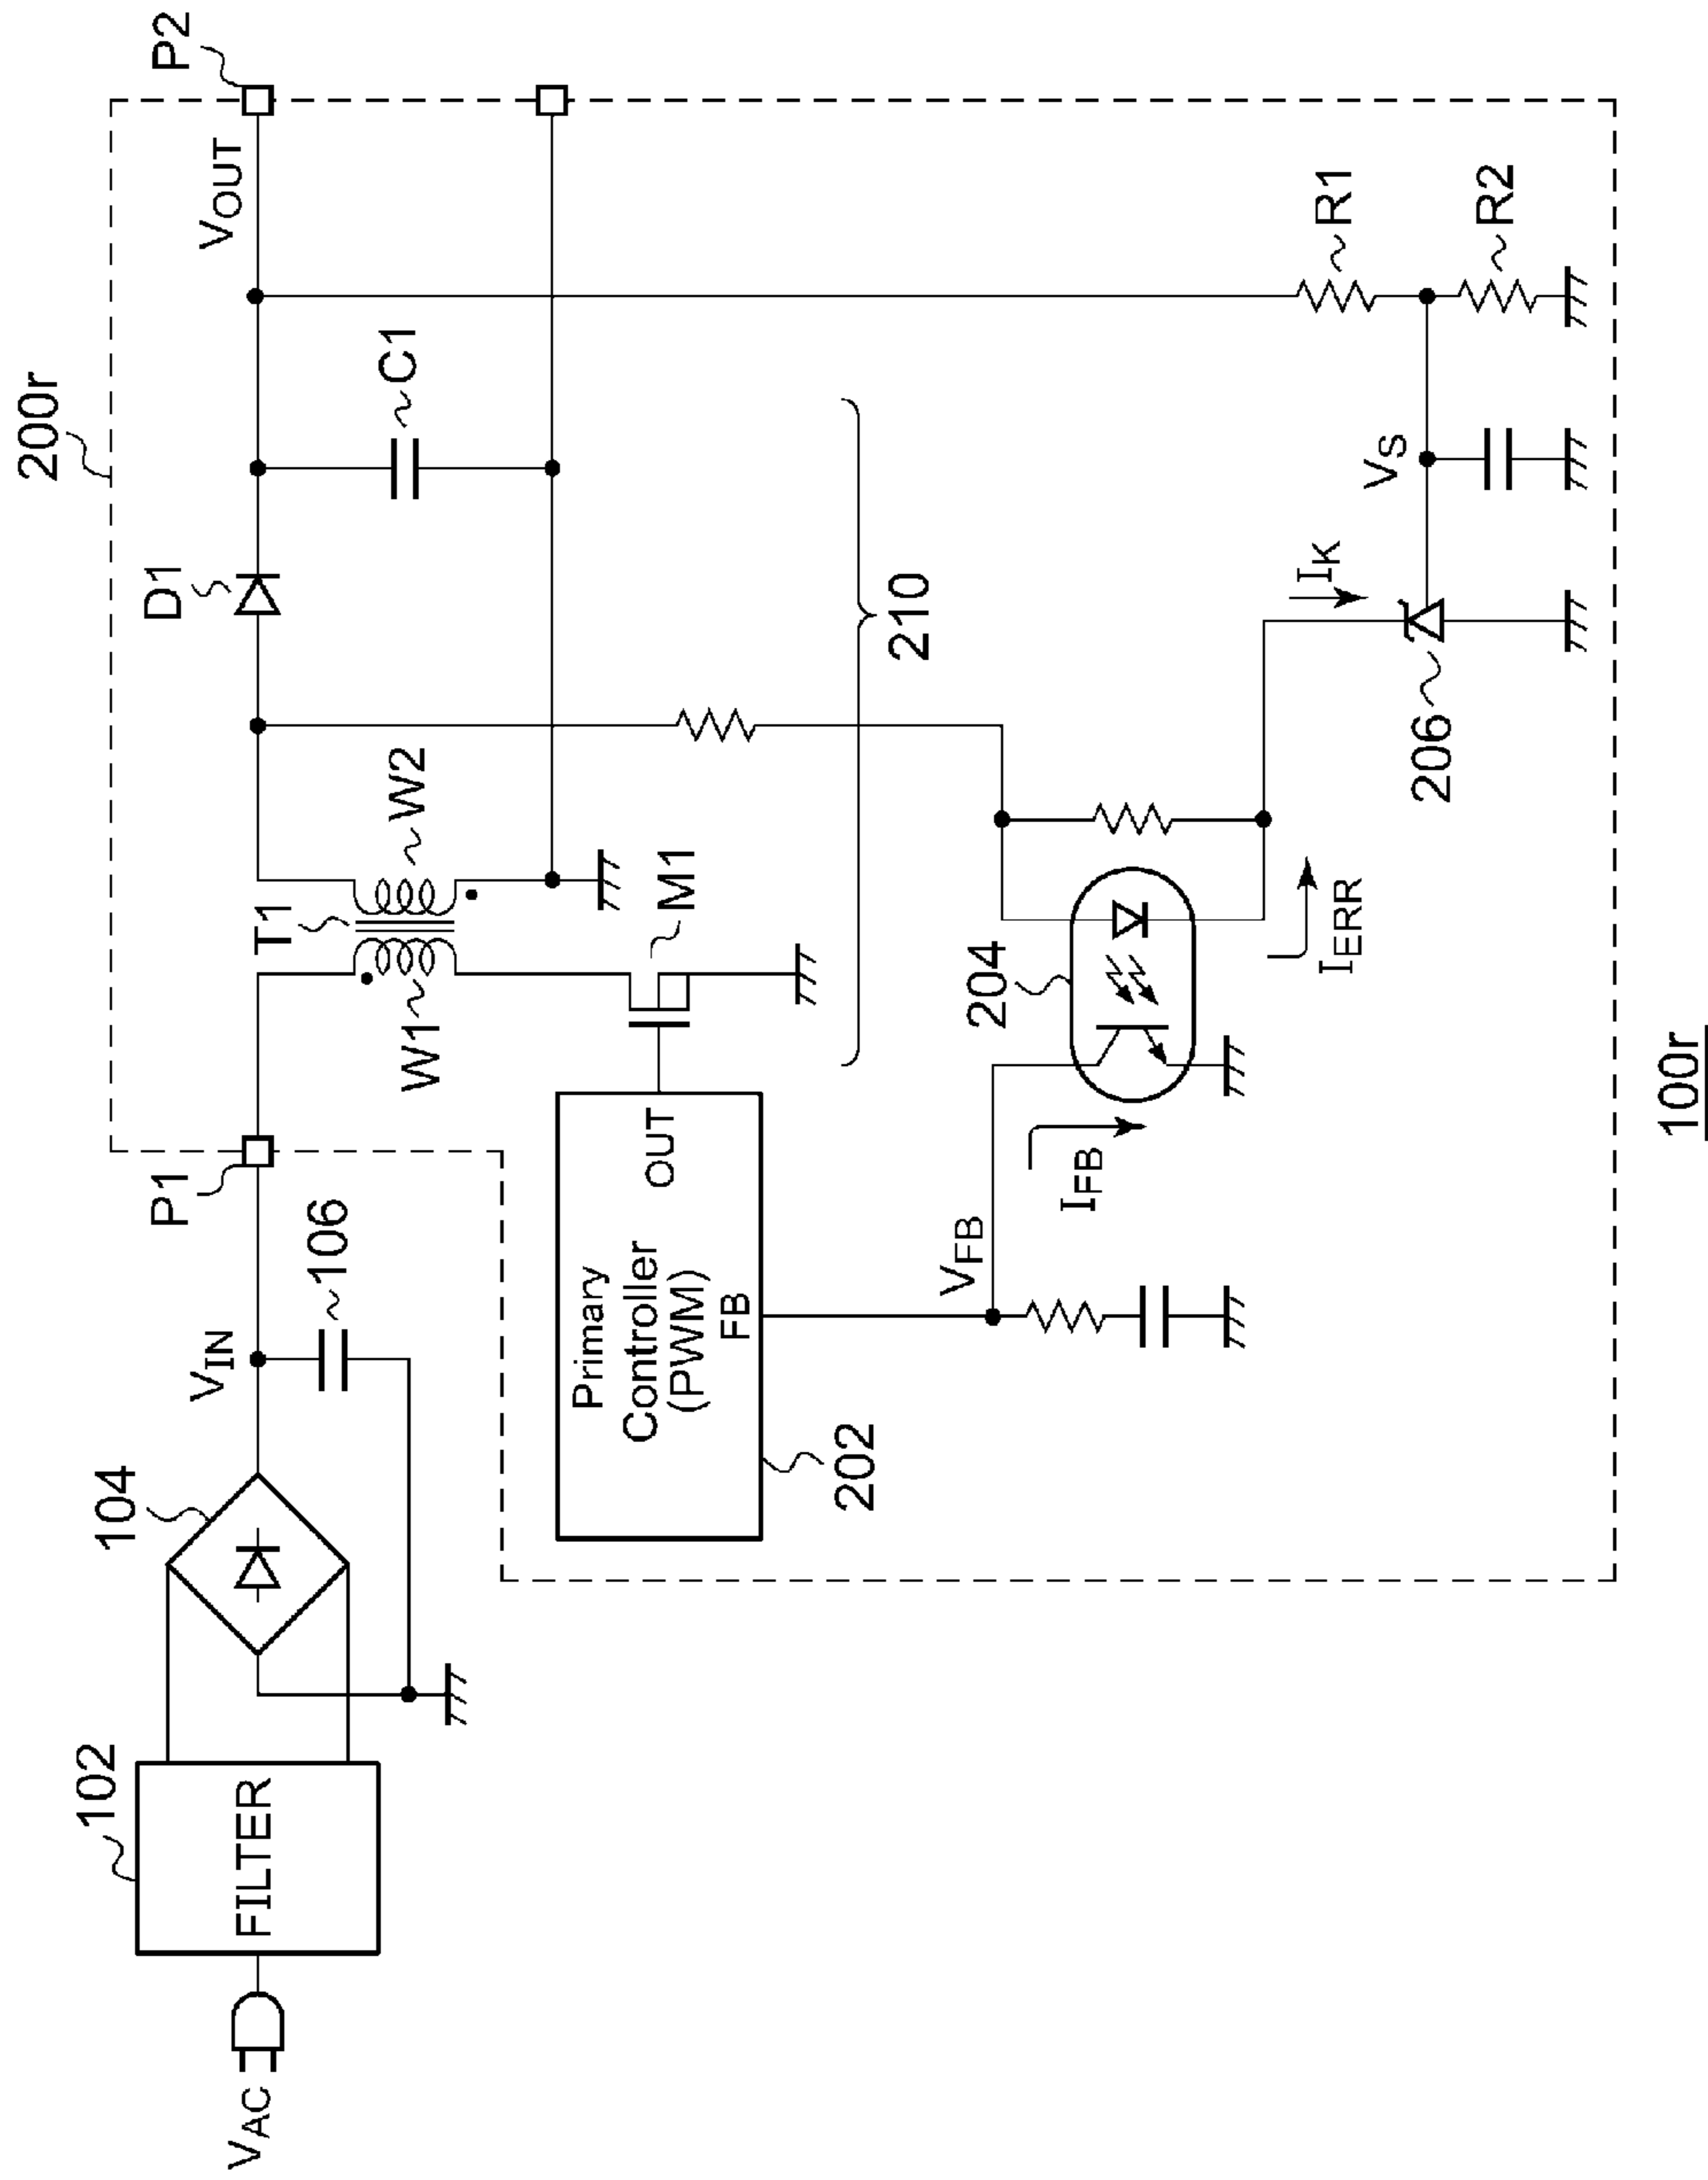 200r
P2
VOUT
D1
C1
T1
W2
W1
M1
P1
VIN
106
104
102
FILTER
VAC
Primary
Controller
(PWM)
OUT
FB
202
210
VFB
IFB
204
IERR
IK
206
VS
R1
R2
100r